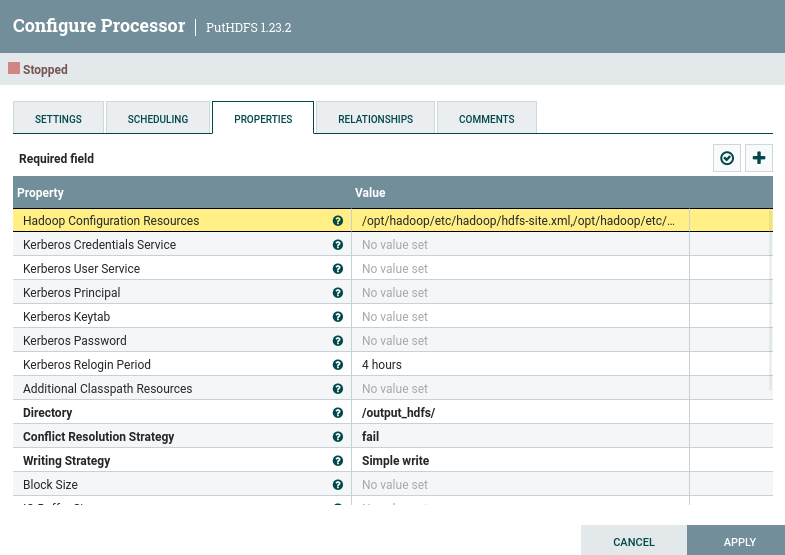 Configure Processor | PutHDFS 1.23.2
Stopped
SETTINGS SCHEDULING PROPERTIES RELATIONSHIPS COMMENTS
Required field
Property Value
Hadoop Configuration Resources /opt/hadoop/etc/hadoop/hdfs-site.xml,/opt/hadoop/etc/...
Kerberos Credentials Service No value set
Kerberos User Service No value set
Kerberos Principal No value set
Kerberos Keytab No value set
Kerberos Password No value set
Kerberos Relogin Period 4 hours
Additional Classpath Resources No value set
Directory /output_hdfs/
Conflict Resolution Strategy fail
Writing Strategy Simple write
Block Size No value set
CANCEL APPLY